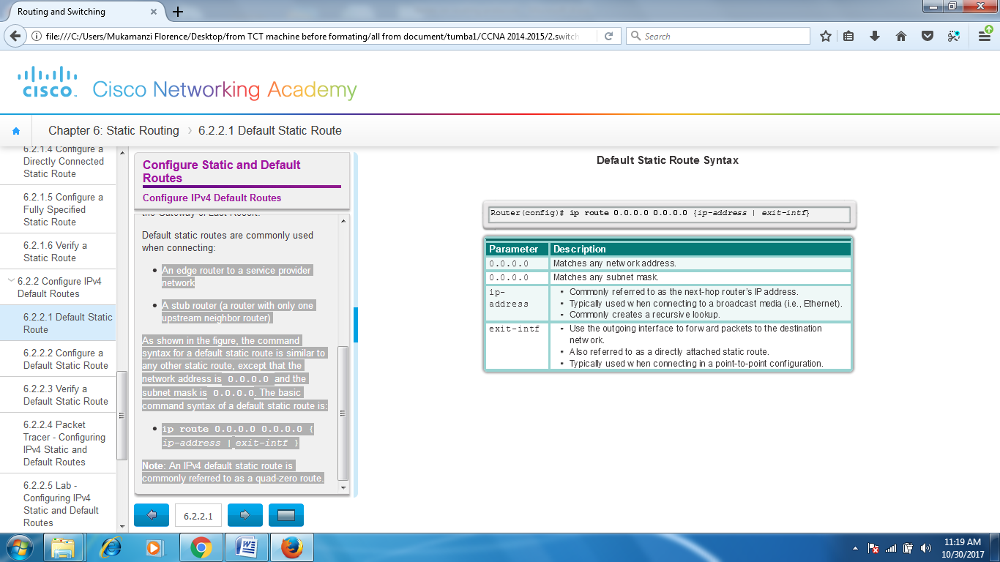 Routing and Switching
file:///C:/Users/Mukamanzi Florence/Desktop/from TCT machine before formating/all from document/tumba1/CCNA 2014.2015/2.switch
Search
CISCO. Cisco Networking Academy
Chapter 6: Static Routing › 6.2.2.1 Default Static Route
6.2.1.4 Configure a
Directly Connected
Static Route
6.2.1.5 Configure a
Fully Specified
Static Route
6.2.1.6 Verify a
Static Route
6.2.2 Configure IPv4
Default Routes
6.2.2.1 Default Static
Route
6.2.2.2 Configure a
Default Static Route
6.2.2.3 Verify a
Default Static Route
6.2.2.4 Packet
Tracer - Configuring
IPv4 Static and
Default Routes
6.2.2.5 Lab -
Configuring IPv4
Static and Default
Routes
Configure Static and Default
Routes
Configure IPv4 Default Routes
the Gateway of Last Resort.
Default static routes are commonly used
when connecting:
• An edge router to a service provider
network
• A stub router (a router with only one
upstream neighbor router)
As shown in the figure, the command
syntax for a default static route is similar to
any other static route, except that the
network address is 0.0.0.0 and the
subnet mask is 0.0.0.0. The basic
command syntax of a default static route is:
• ip route 0.0.0.0 0.0.0.0 {
ip-address | exit-intf }
Note: An IPv4 default static route is
commonly referred to as a quad-zero route.
6.2.2.1
Default Static Route Syntax
Router(config)# ip route 0.0.0.0 0.0.0.0 {ip-address | exit-intf}
Parameter Description
0.0.0.0 Matches any network address.
0.0.0.0 Matches any subnet mask.
ip-
address
• Commonly referred to as the next-hop router's IP address.
• Typically used when connecting to a broadcast media (i.e., Ethernet).
• Commonly creates a recursive lookup.
exit-intf
• Use the outgoing interface to forward packets to the destination
network.
• Also referred to as a directly attached static route.
• Typically used when connecting in a point-to-point configuration.
11:19 AM
10/30/2017